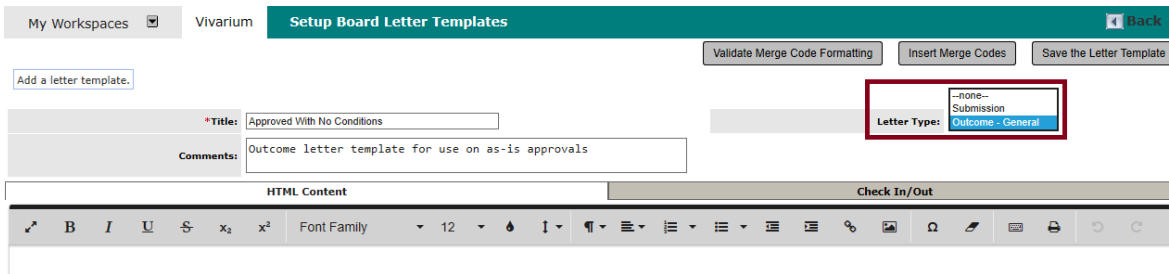 My Workspaces Vivarium Setup Board Letter Templates Back
Validate Merge Code Formatting Insert Merge Codes Save the Letter Template
Add a letter template.
--none--
Submission
*Title: Approved With No Conditions Letter Type: Outcome - General
Comments: Outcome letter template for use on as-is approvals
HTML Content Check In/Out
B I U S x₂ x² Font Family 12 ¶ Ω